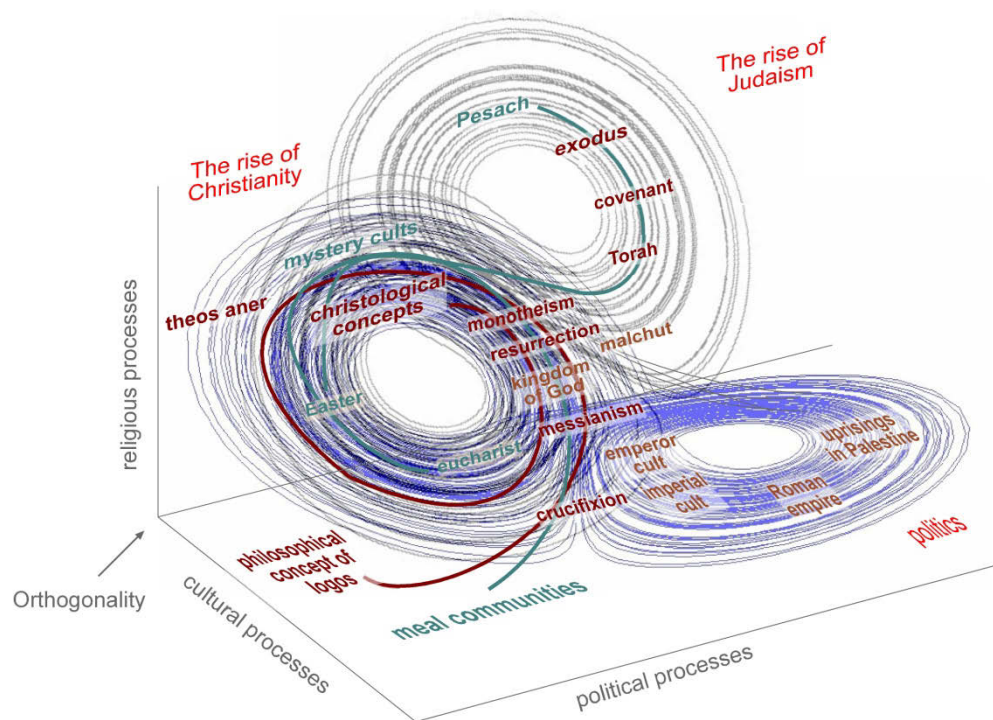 The rise of
Judaism
Pesach
exodus
The rise of
Christianity
covenant
mystery cults
Torah
theos aner
christological
concepts
monotheism
resurrection
malchut
kingdom
of God
religious processes
Easter
messianism
eucharist
emperor
cult
uprisings
in Palestine
imperial
cult
Roman
empire
crucifixion
politics
philosophical
concept of
logos
Orthogonality
cultural processes
meal communities
political processes